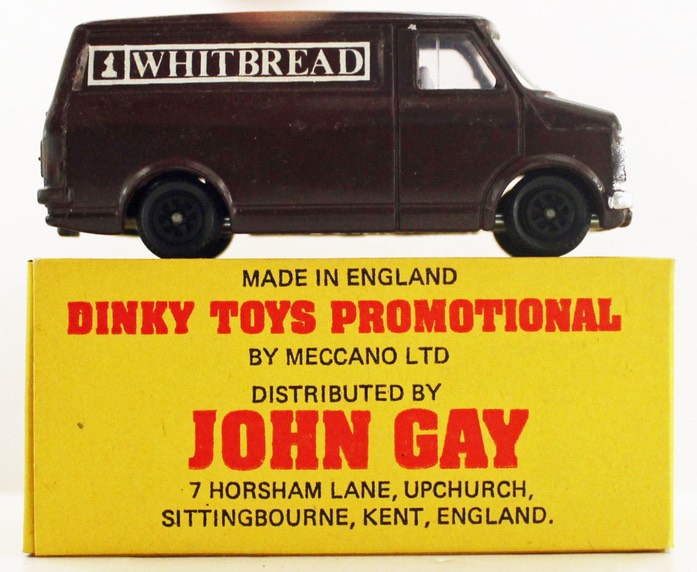 WHITBREAD
MADE IN ENGLAND
DINKY TOYS PROMOTIONAL
BY MECCANO LTD
DISTRIBUTED BY
JOHN GAY
7 HORSHAM LANE, UPCHURCH,
SITTINGBOURNE, KENT, ENGLAND.